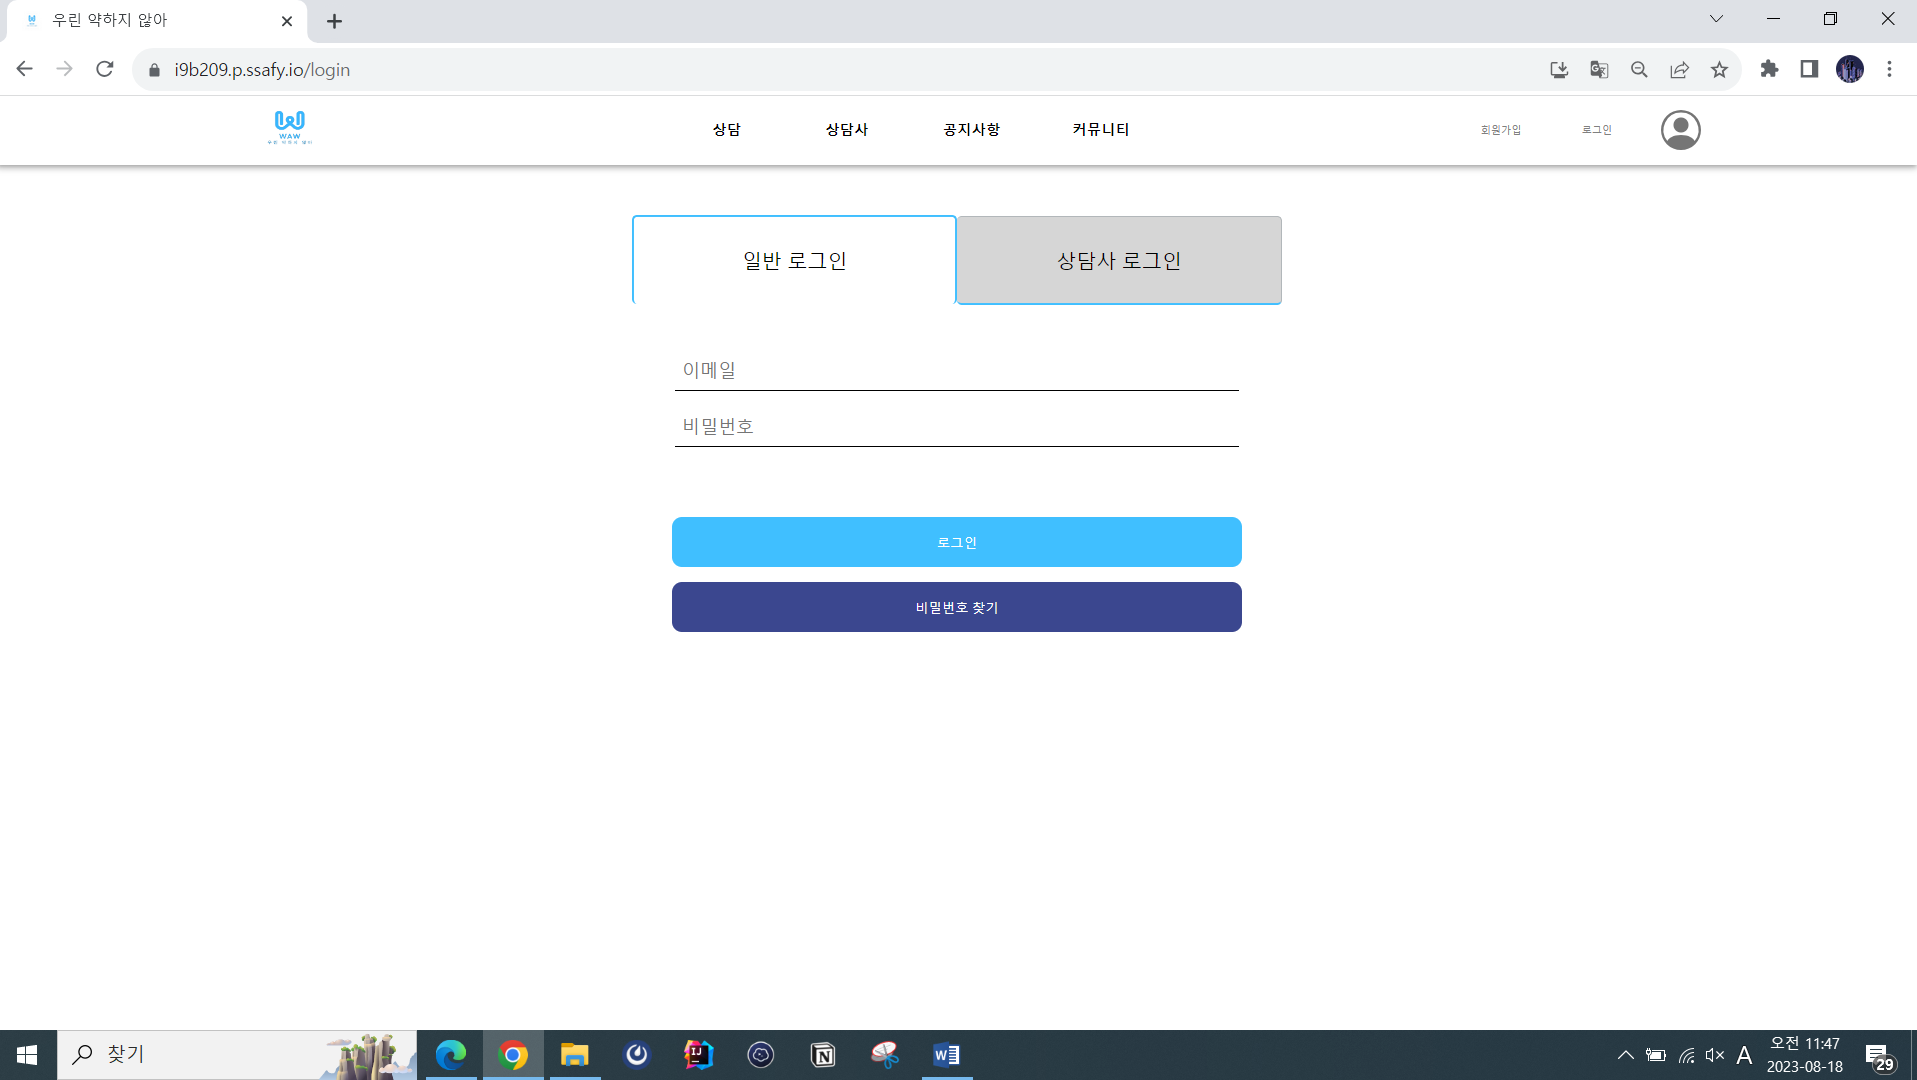 우린 약하지 않아
i9b209.p.ssafy.io/login
WAW
상담
상담사
공지사항
커뮤니티
회원가입
로그인
일반 로그인
상담사 로그인
이메일
비밀번호
로그인
비밀번호 찾기
찾기
A
오전 11:47
2023-08-18
29